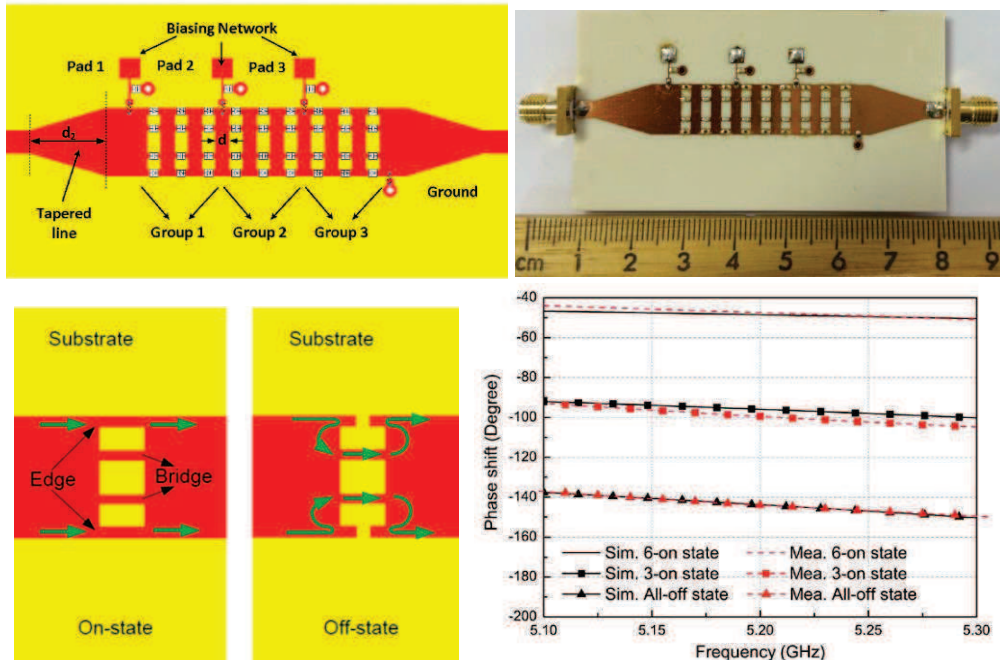 Biasing Network
Pad 1
Pad 2
Pad 3
d₂
d
Tapered
line
Ground
Group 1
Group 2
Group 3
cm 1 2 3 4 5 6 7 8 9
Substrate
Edge
Bridge
On-state
Substrate
Off-state
Phase shift (Degree)
-40
-60
-80
-100
-120
-140
-160
-180
-200
Sim. 6-on state
Mea. 6-on state
Sim. 3-on state
Mea. 3-on state
Sim. All-off state
Mea. All-off state
5.10 5.15 5.20 5.25 5.30
Frequency (GHz)